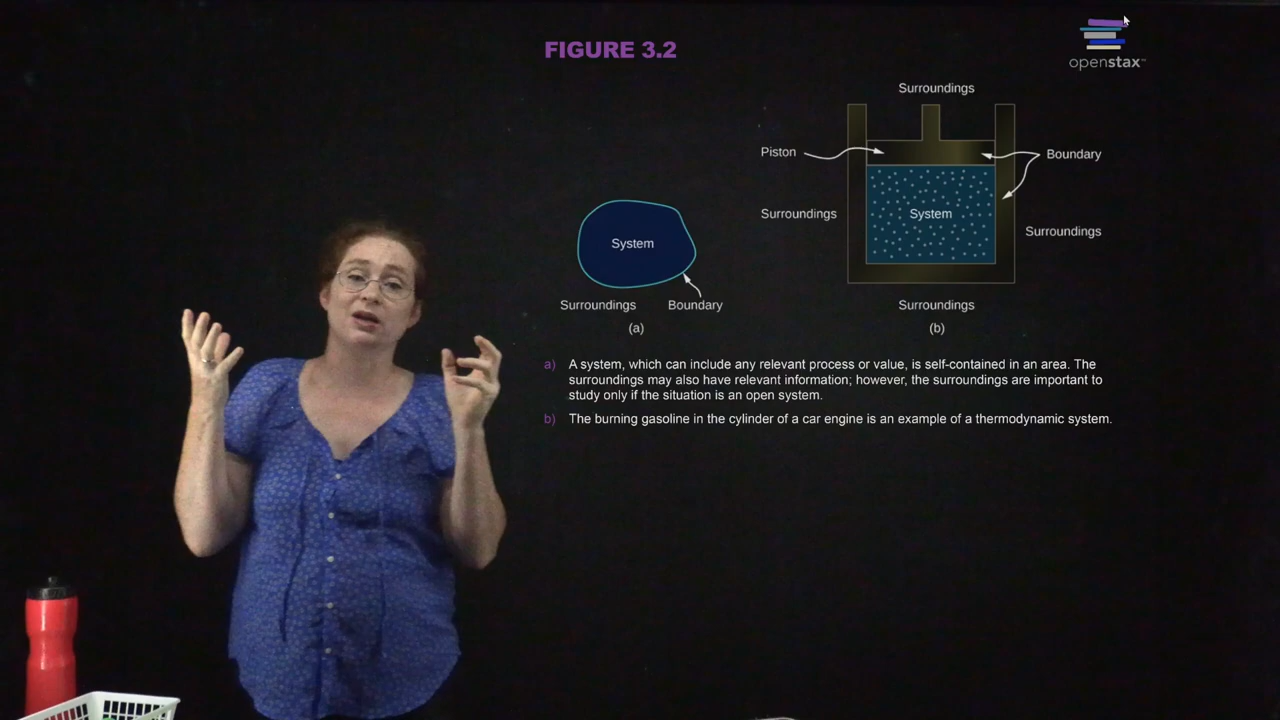 FIGURE 3.2
openstax™
Surroundings
Piston
Boundary
Surroundings
System
Surroundings
Surroundings
(b)
System
Surroundings
Boundary
(a)
a) A system, which can include any relevant process or value, is self-contained in an area. The
surroundings may also have relevant information; however, the surroundings are important to
study only if the situation is an open system.
b) The burning gasoline in the cylinder of a car engine is an example of a thermodynamic system.